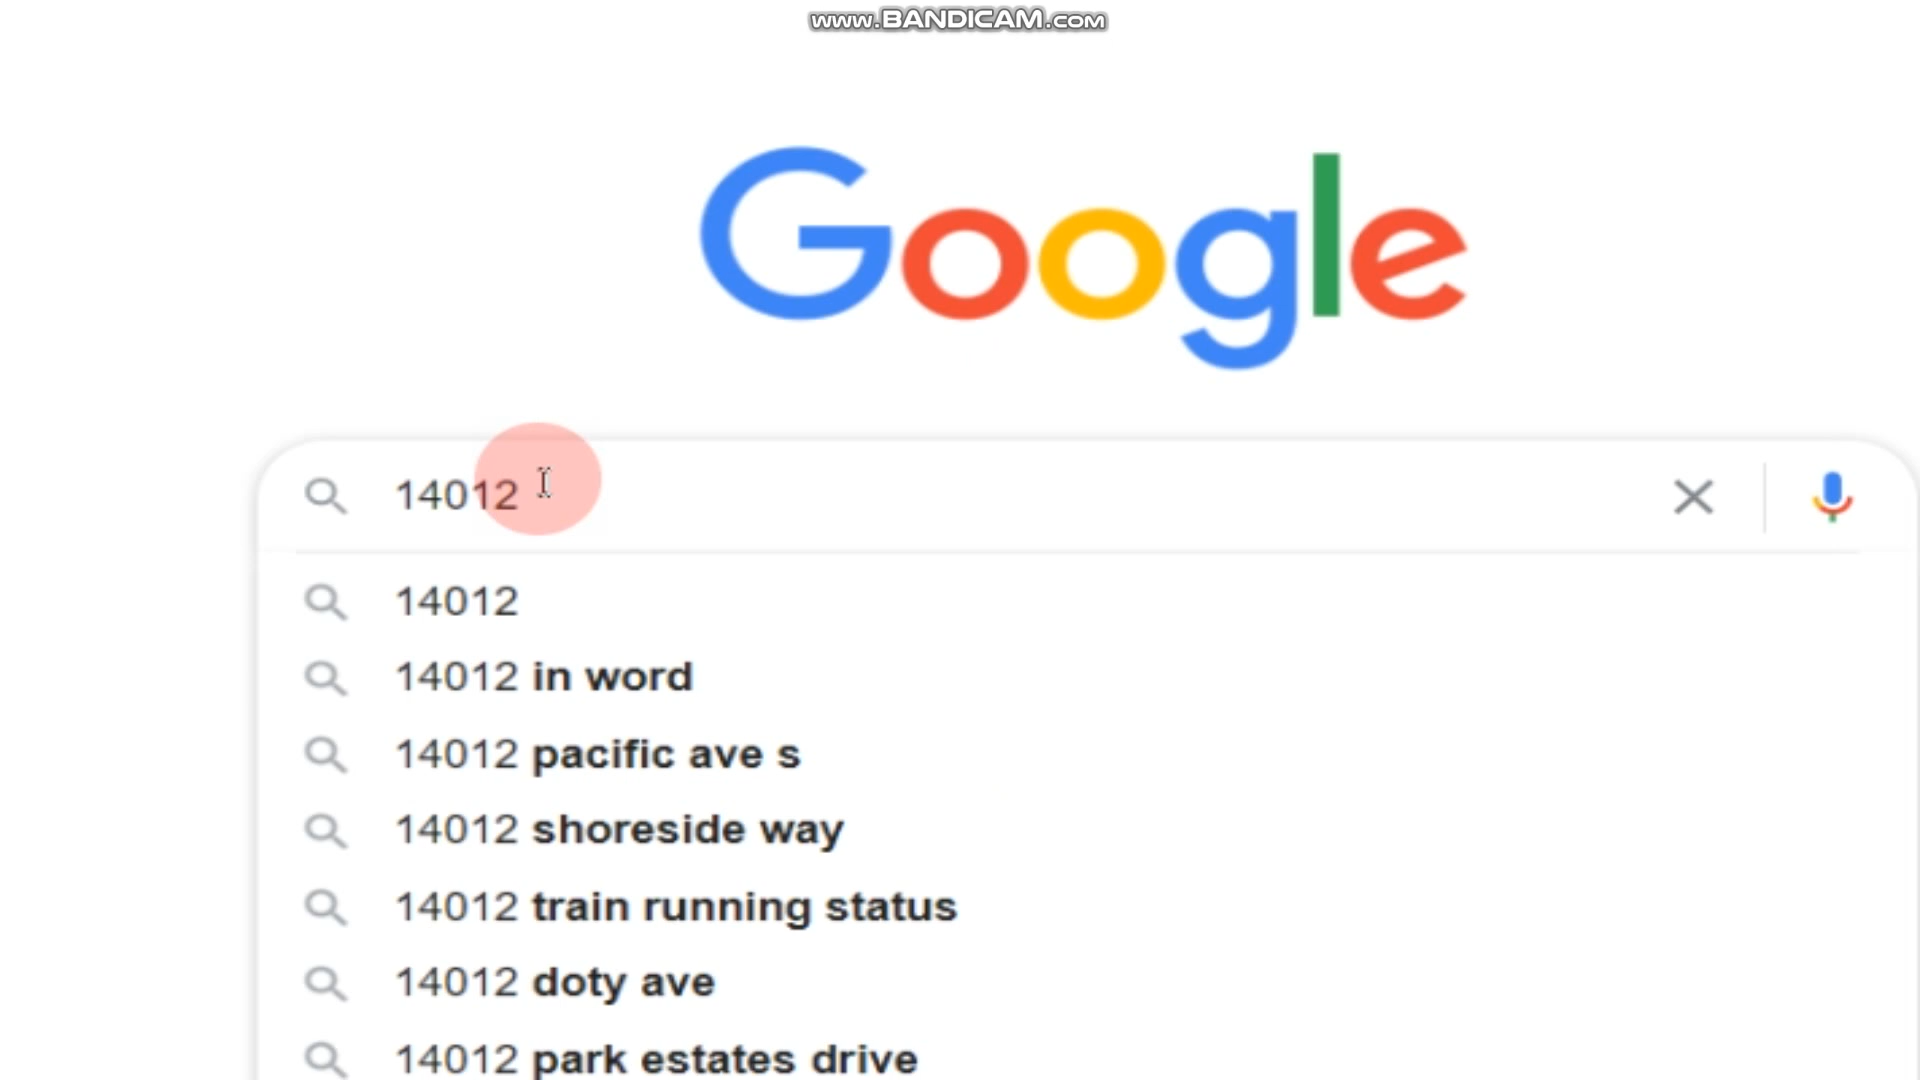 www.BANDICAM.com
Google
14012
14012
14012 in word
14012 pacific ave s
14012 shoreside way
14012 train running status
14012 doty ave
14012 park estates drive